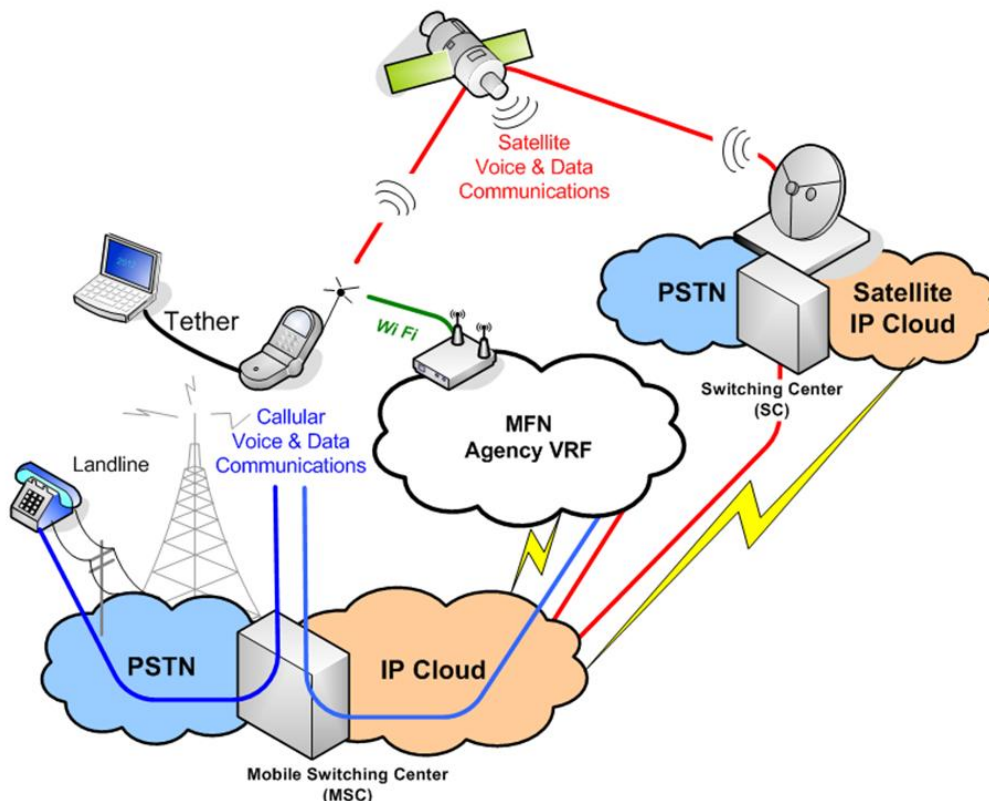 Satellite
Voice & Data
Communications
PSTN
Satellite
IP Cloud
Switching Center
(SC)
Tether
Wi Fi
MFN
Agency VRF
Callular
Voice & Data
Communications
Landline
PSTN
IP Cloud
Mobile Switching Center
(MSC)